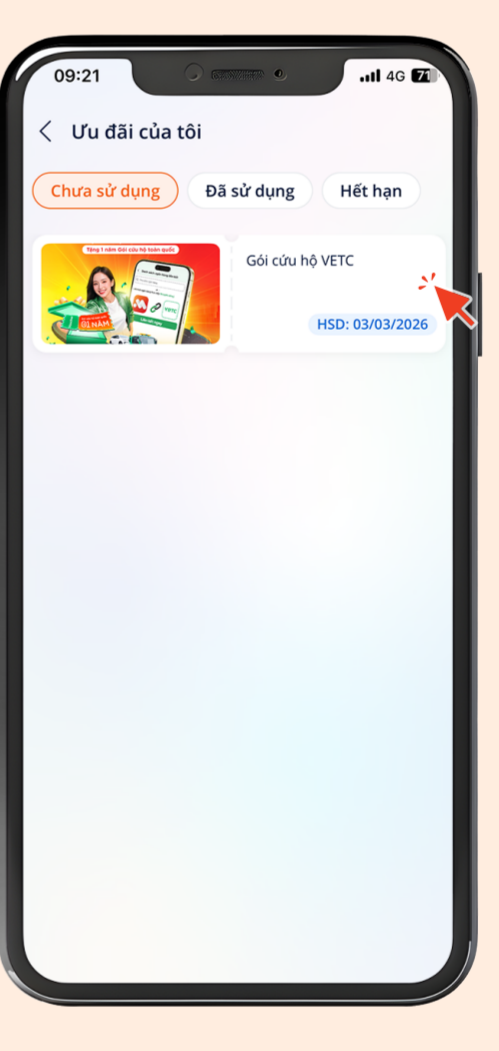 09:21
4G 71
Ưu đãi của tôi
Chưa sử dụng
Đã sử dụng
Hết hạn
Tặng 1 năm Gói cứu hộ toàn quốc
VETC
01 NĂM
Gói cứu hộ VETC
HSD: 03/03/2026